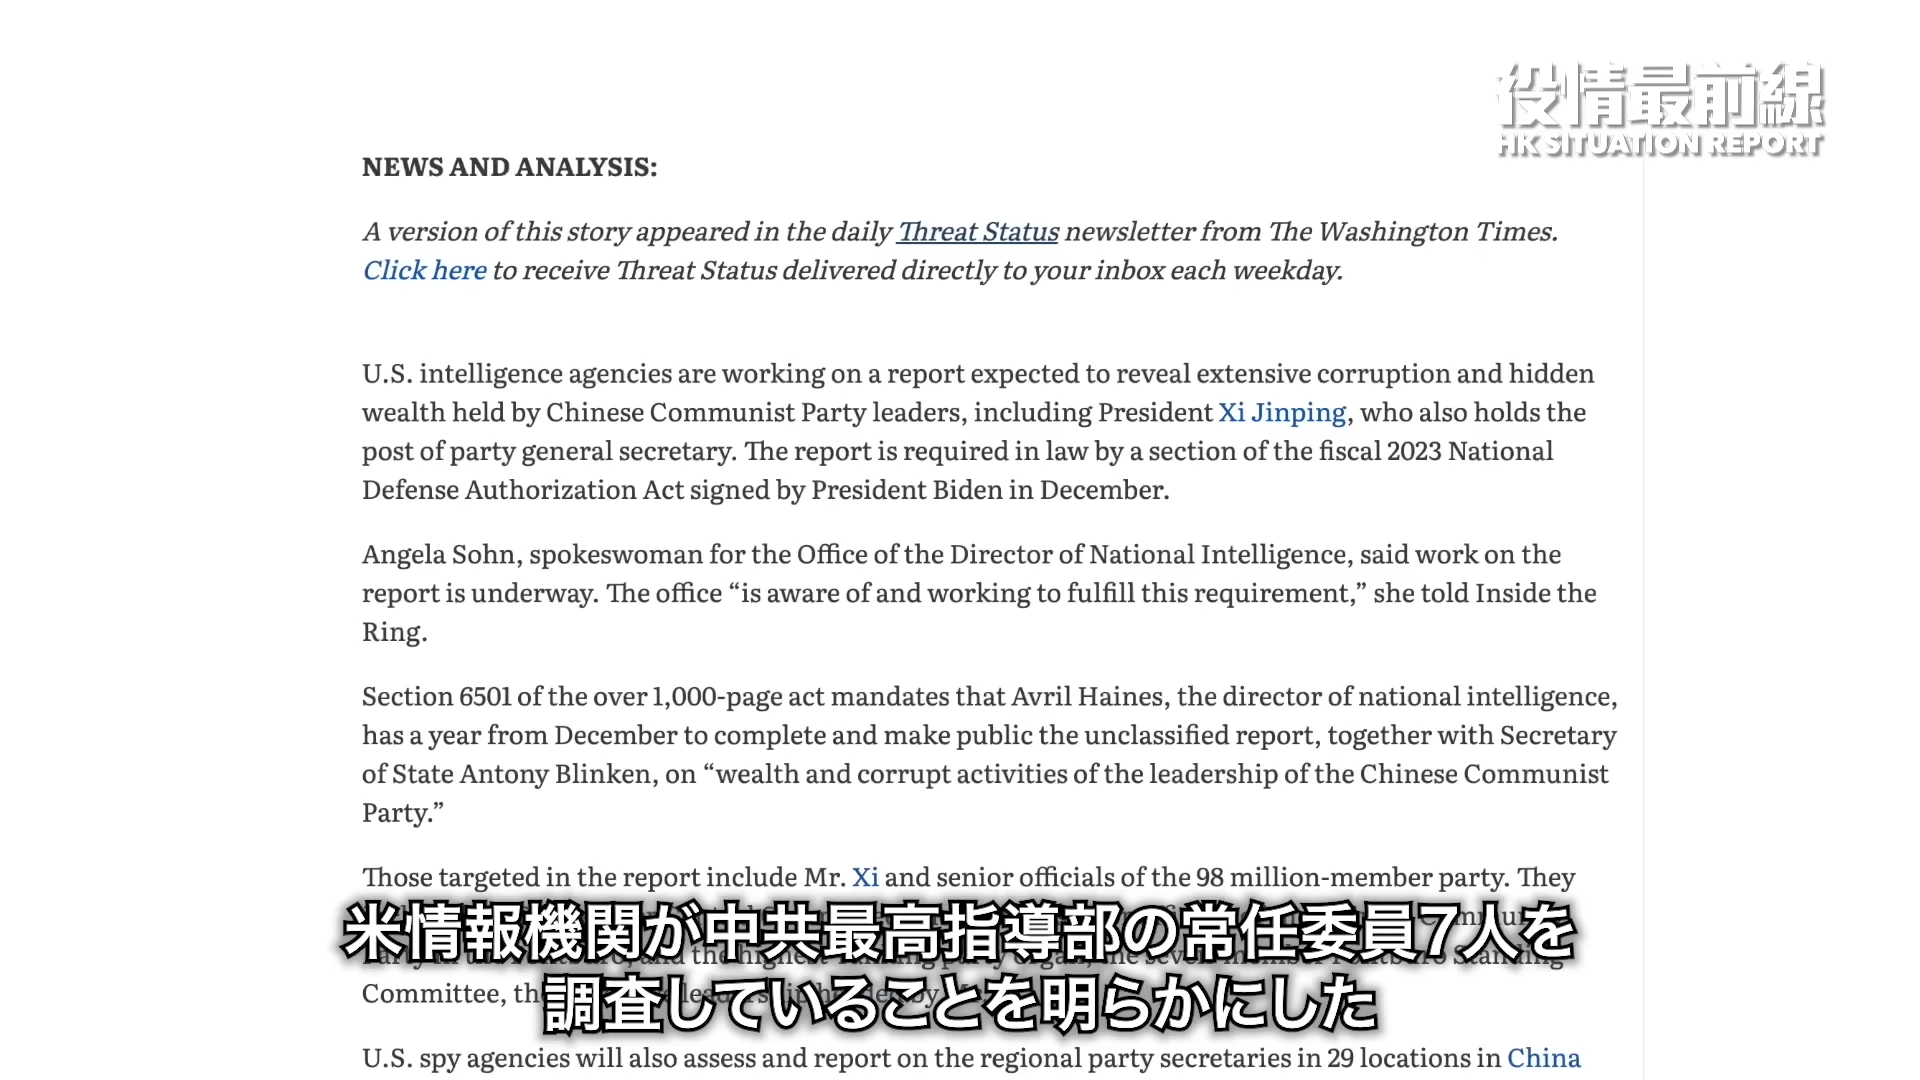 役情最前線
HK SITUATION REPORT
NEWS AND ANALYSIS:
A version of this story appeared in the daily Threat Status newsletter from The Washington Times.
Click here to receive Threat Status delivered directly to your inbox each weekday.
U.S. intelligence agencies are working on a report expected to reveal extensive corruption and hidden
wealth held by Chinese Communist Party leaders, including President Xi Jinping, who also holds the
post of party general secretary. The report is required in law by a section of the fiscal 2023 National
Defense Authorization Act signed by President Biden in December.
Angela Sohn, spokeswoman for the Office of the Director of National Intelligence, said work on the
report is underway. The office “is aware of and working to fulfill this requirement,” she told Inside the
Ring.
Section 6501 of the over 1,000-page act mandates that Avril Haines, the director of national intelligence,
has a year from December to complete and make public the unclassified report, together with Secretary
of State Antony Blinken, on “wealth and corrupt activities of the leadership of the Chinese Communist
Party.”
Those targeted in the report include Mr. Xi and senior officials of the 98 million-member party. They
Committee,
米情報機関が中共最高指導部の常任委員7人を
調査していることを明らかにした
U.S. spy agencies will also assess and report on the regional party secretaries in 29 locations in China